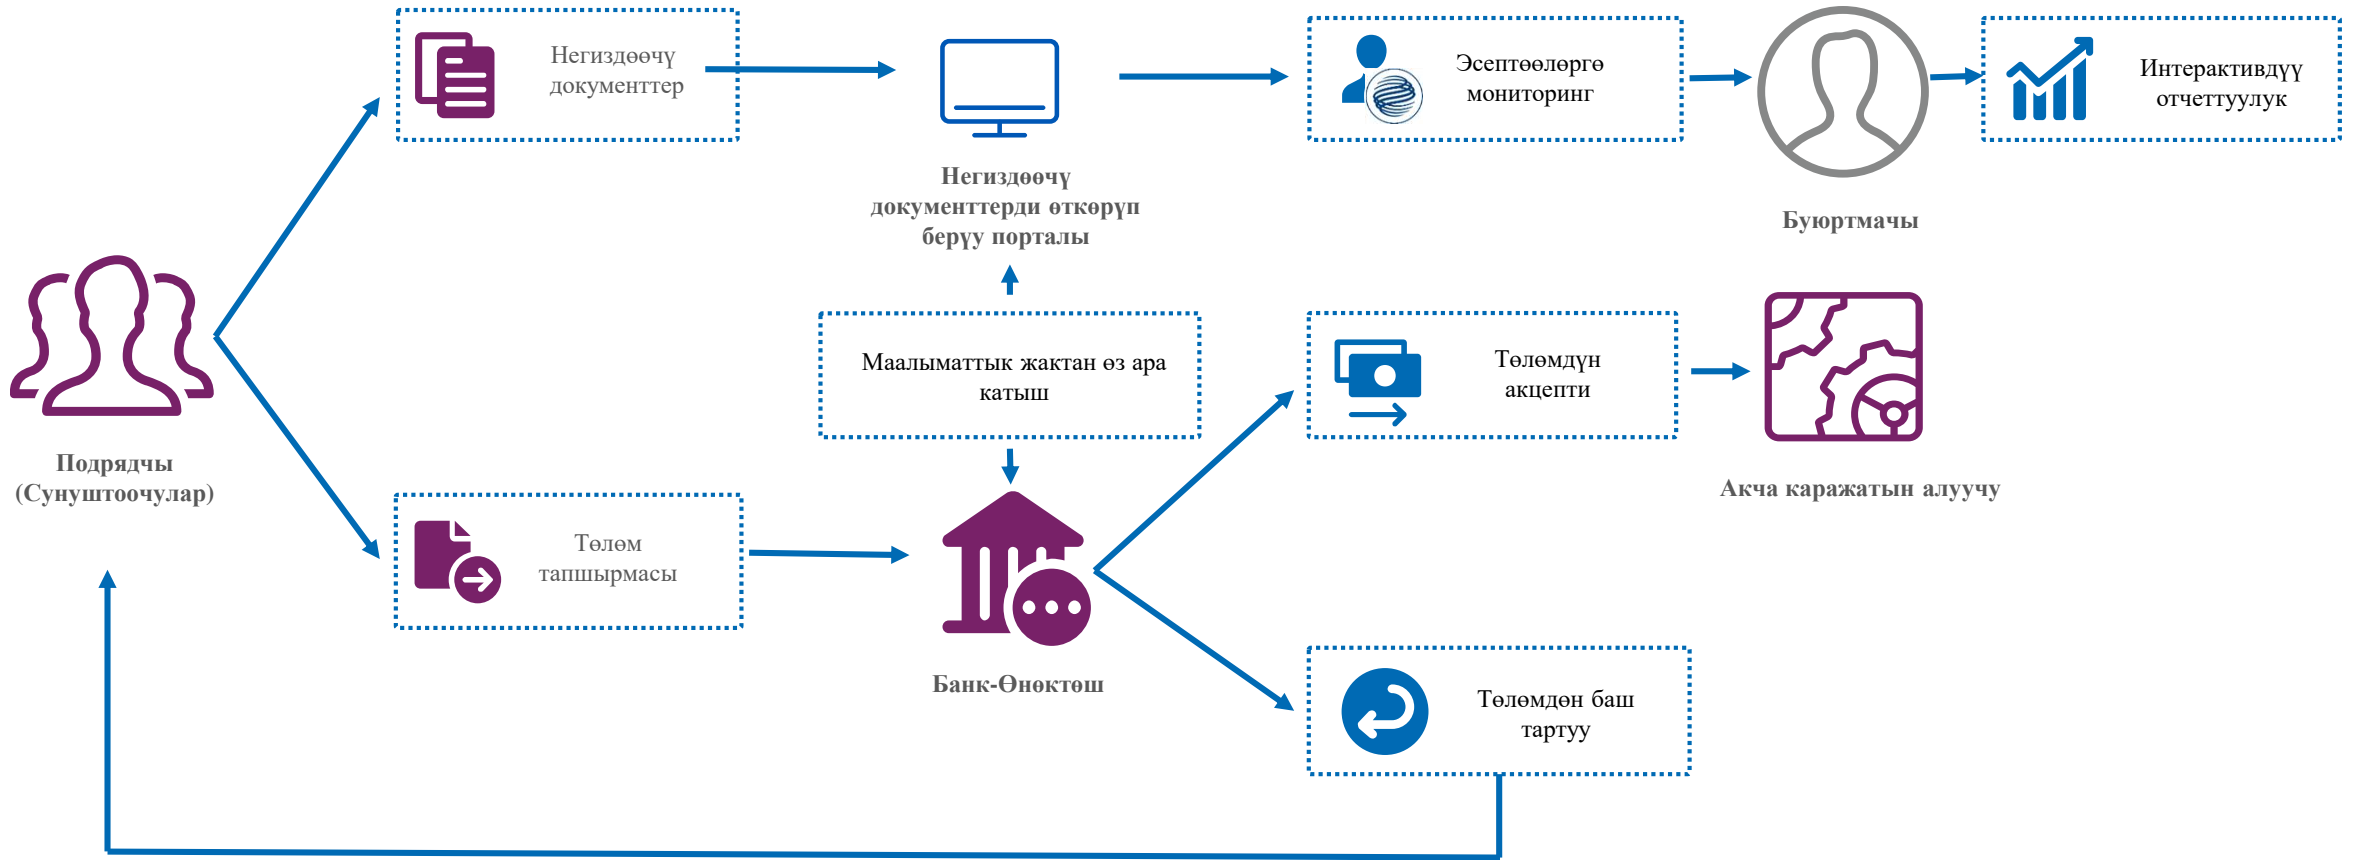 Негиздөөчү
документтер
Негиздөөчү
документтерди өткөрүп
берүү порталы
Эсептөөлөргө
мониторинг
Буюртмачы
Интерактивдүү
отчеттуулук
Подрядчы
(Сунуштоочулар)
Маалыматтык жактан өз ара
катыш
Төлөмдүн
акцепти
Акча каражатын алуучу
Төлөм
тапшырмасы
Банк-Өнөктөш
Төлөмдөн баш
тартуу